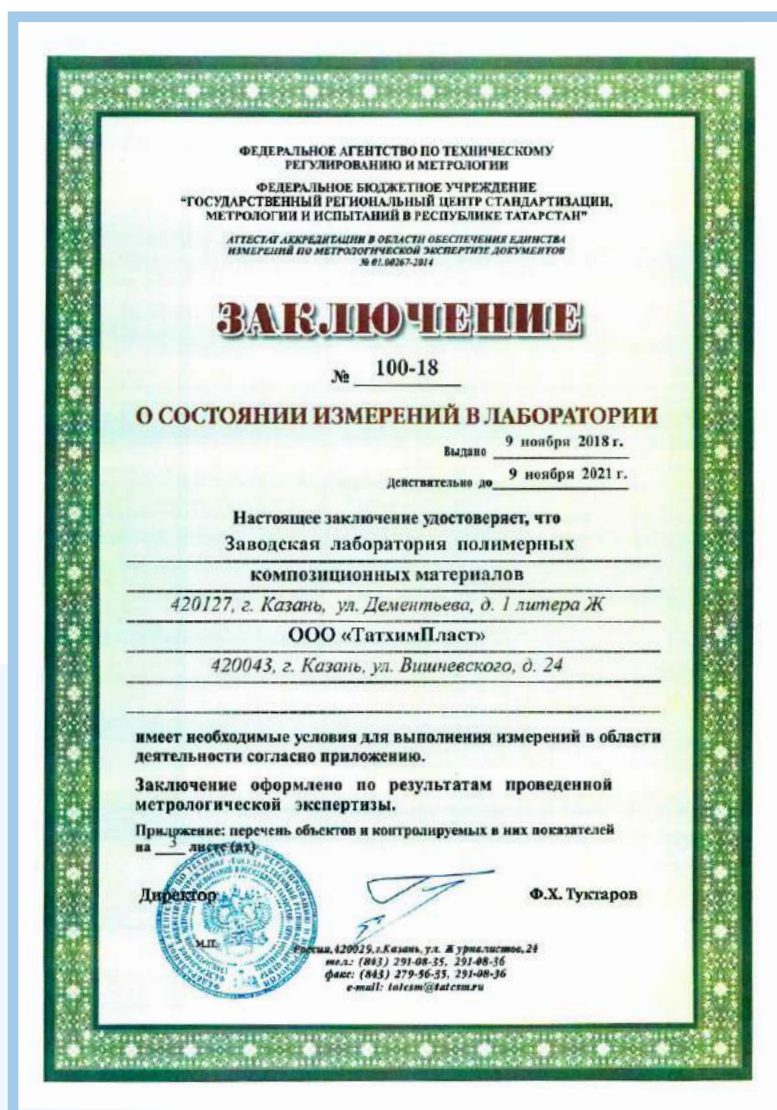 ФЕДЕРАЛЬНОЕ АГЕНТСТВО ПО ТЕХНИЧЕСКОМУ
РЕГУЛИРОВАНИЮ И МЕТРОЛОГИИ
ФЕДЕРАЛЬНОЕ БЮДЖЕТНОЕ УЧРЕЖДЕНИЕ
"ГОСУДАРСТВЕННЫЙ РЕГИОНАЛЬНЫЙ ЦЕНТР СТАНДАРТИЗАЦИИ,
МЕТРОЛОГИИ И ИСПЫТАНИЙ В РЕСПУБЛИКЕ ТАТАРСТАН"
АТТЕСТАТ АККРЕДИТАЦИИ В ОБЛАСТИ ОБЕСПЕЧЕНИЯ ЕДИНСТВА
ИЗМЕРЕНИЙ ПО МЕТРОЛОГИЧЕСКОЙ ЭКСПЕРТИЗЕ ДОКУМЕНТОВ
№ 01.00267-2014
ЗАКЛЮЧЕНИЕ
№ 100-18
О СОСТОЯНИИ ИЗМЕРЕНИЙ В ЛАБОРАТОРИИ
Выдано 9 ноября 2018 г.
Действительно до 9 ноября 2021 г.
Настоящее заключение удостоверяет, что
Заводская лаборатория полимерных
композиционных материалов
420127, г. Казань, ул. Дементьева, д. 1 литера Ж
ООО «ТатхимПласт»
420043, г. Казань, ул. Вишневского, д. 24
имеет необходимые условия для выполнения измерений в области
деятельности согласно приложению.
Заключение оформлено по результатам проведенной
метрологической экспертизы.
Приложение: перечень объектов и контролируемых в них показателей
на 3 листе (ах)
Директор Ф.Х. Туктаров
М.П.
Россия, 420029, г.Казань, ул. Журналистов, 24
тел.: (843) 291-08-35, 291-08-36
факс: (843) 279-56-35, 291-08-36
e-mail: tatcsm@tatcsm.ru